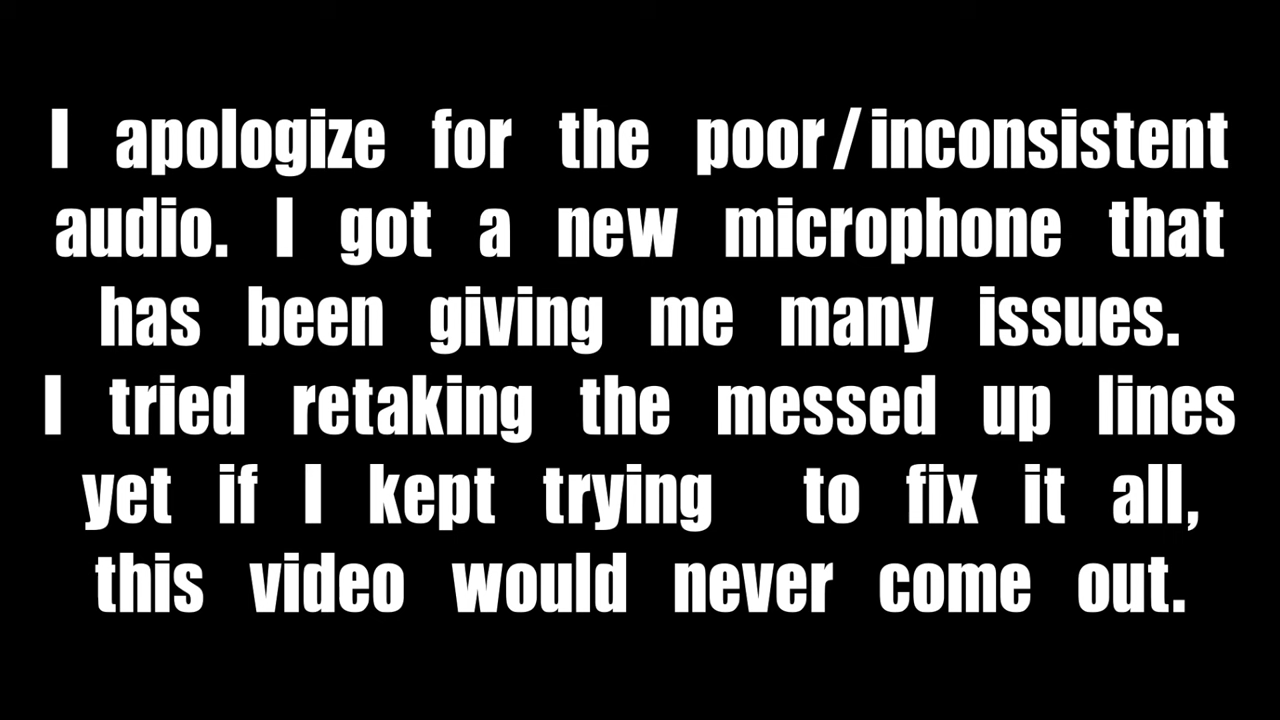 I apologize for the poor/inconsistent
audio. I got a new microphone that
has been giving me many issues.
I tried retaking the messed up lines
yet if I kept trying to fix it all,
this video would never come out.